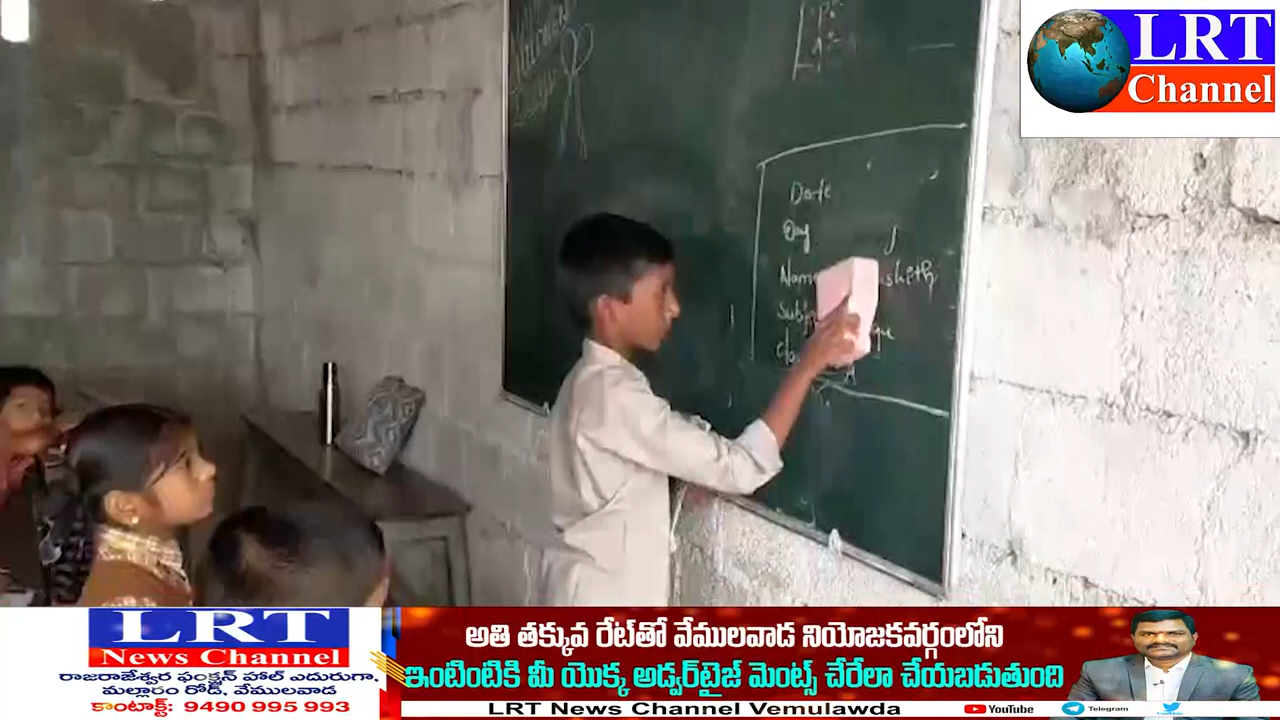 LRT
Channel
Date
Day
Name
LRT
News Channel
రాజరాజేశ్వర ఫంక్షన్ హాల్ ఎదురుగా,
మల్లారం రోడ్, వేములవాడ
కాంటాక్ట్: 9490 995 993
అతి తక్కువ రేట్‌తో వేములవాడ నియోజకవర్గంలోని
ఇంటింటికి మీ యొక్క అడ్వర్‌టైజ్ మెంట్స్ చేరేలా చేయబడుతుంది
LRT News Channel Vemulawda YouTube Telegram Twitter